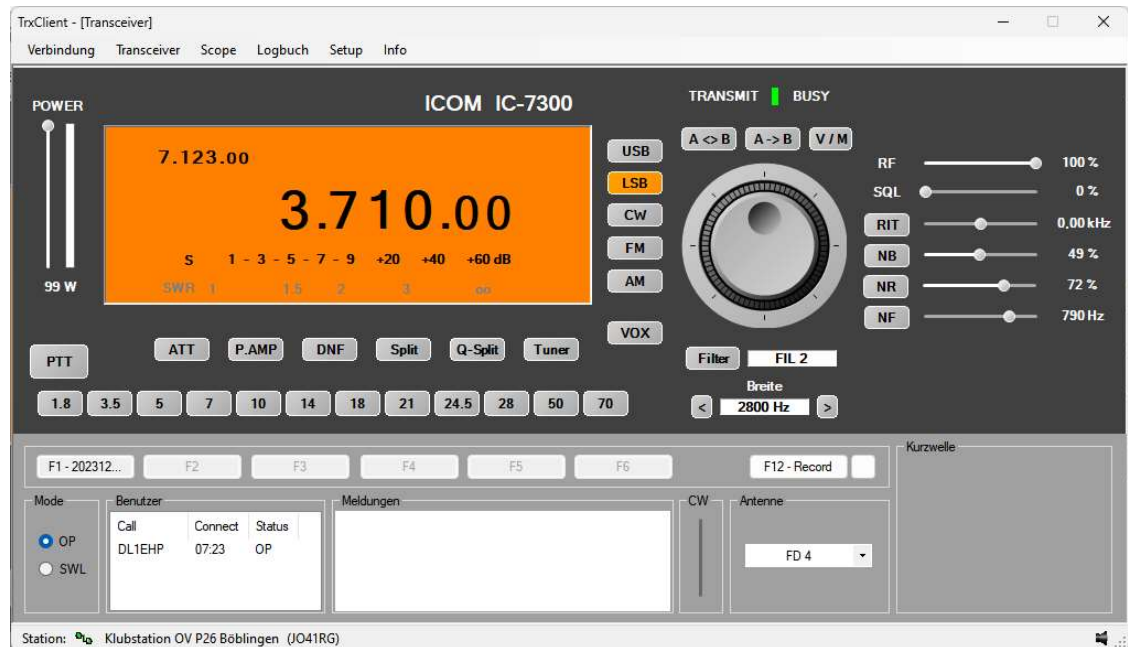 TrxClient - [Transceiver]
Verbindung Transceiver Scope Logbuch Setup Info
POWER
ICOM IC-7300
TRANSMIT BUSY
7.123.00
3.710.00
S 1 - 3 - 5 - 7 - 9 +20 +40 +60 dB
SWR 1 1.5 2 3 ∞
99 W
USB
LSB
CW
FM
AM
VOX
A <> B A -> B V / M
RF 100 %
SQL 0 %
RIT 0,00 kHz
NB 49 %
NR 72 %
NF 790 Hz
PTT
ATT P.AMP DNF Split Q-Split Tuner
Filter FIL 2
Breite
< 2800 Hz >
1.8 3.5 5 7 10 14 18 21 24.5 28 50 70
F1 - 202312... F2 F3 F4 F5 F6 F12 - Record
Kurzwelle
Mode
OP
SWL
Benutzer
Call Connect Status
DL1EHP 07:23 OP
Meldungen
CW
Antenne
FD 4
Station: Klubstation OV P26 Böblingen (JO41RG)